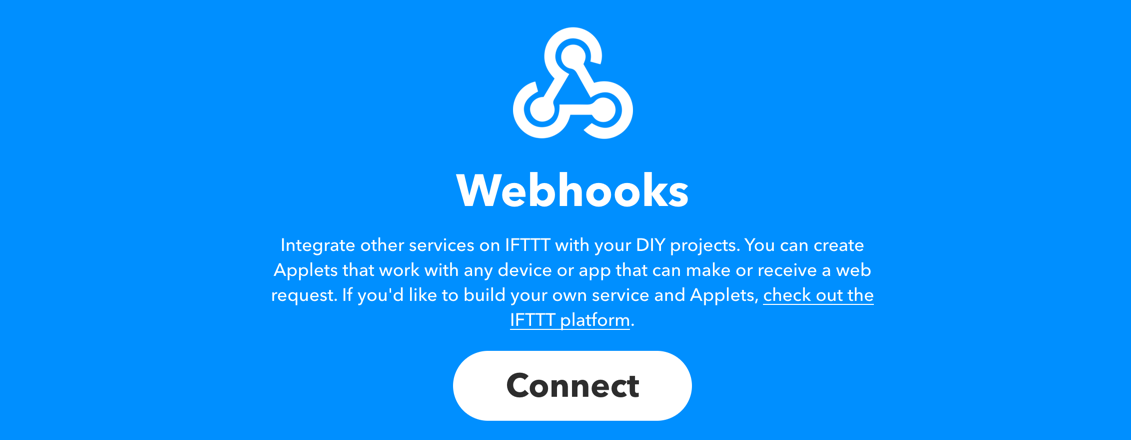 Webhooks
Integrate other services on IFTTT with your DIY projects. You can create
Applets that work with any device or app that can make or receive a web
request. If you'd like to build your own service and Applets, check out the
IFTTT platform.
Connect